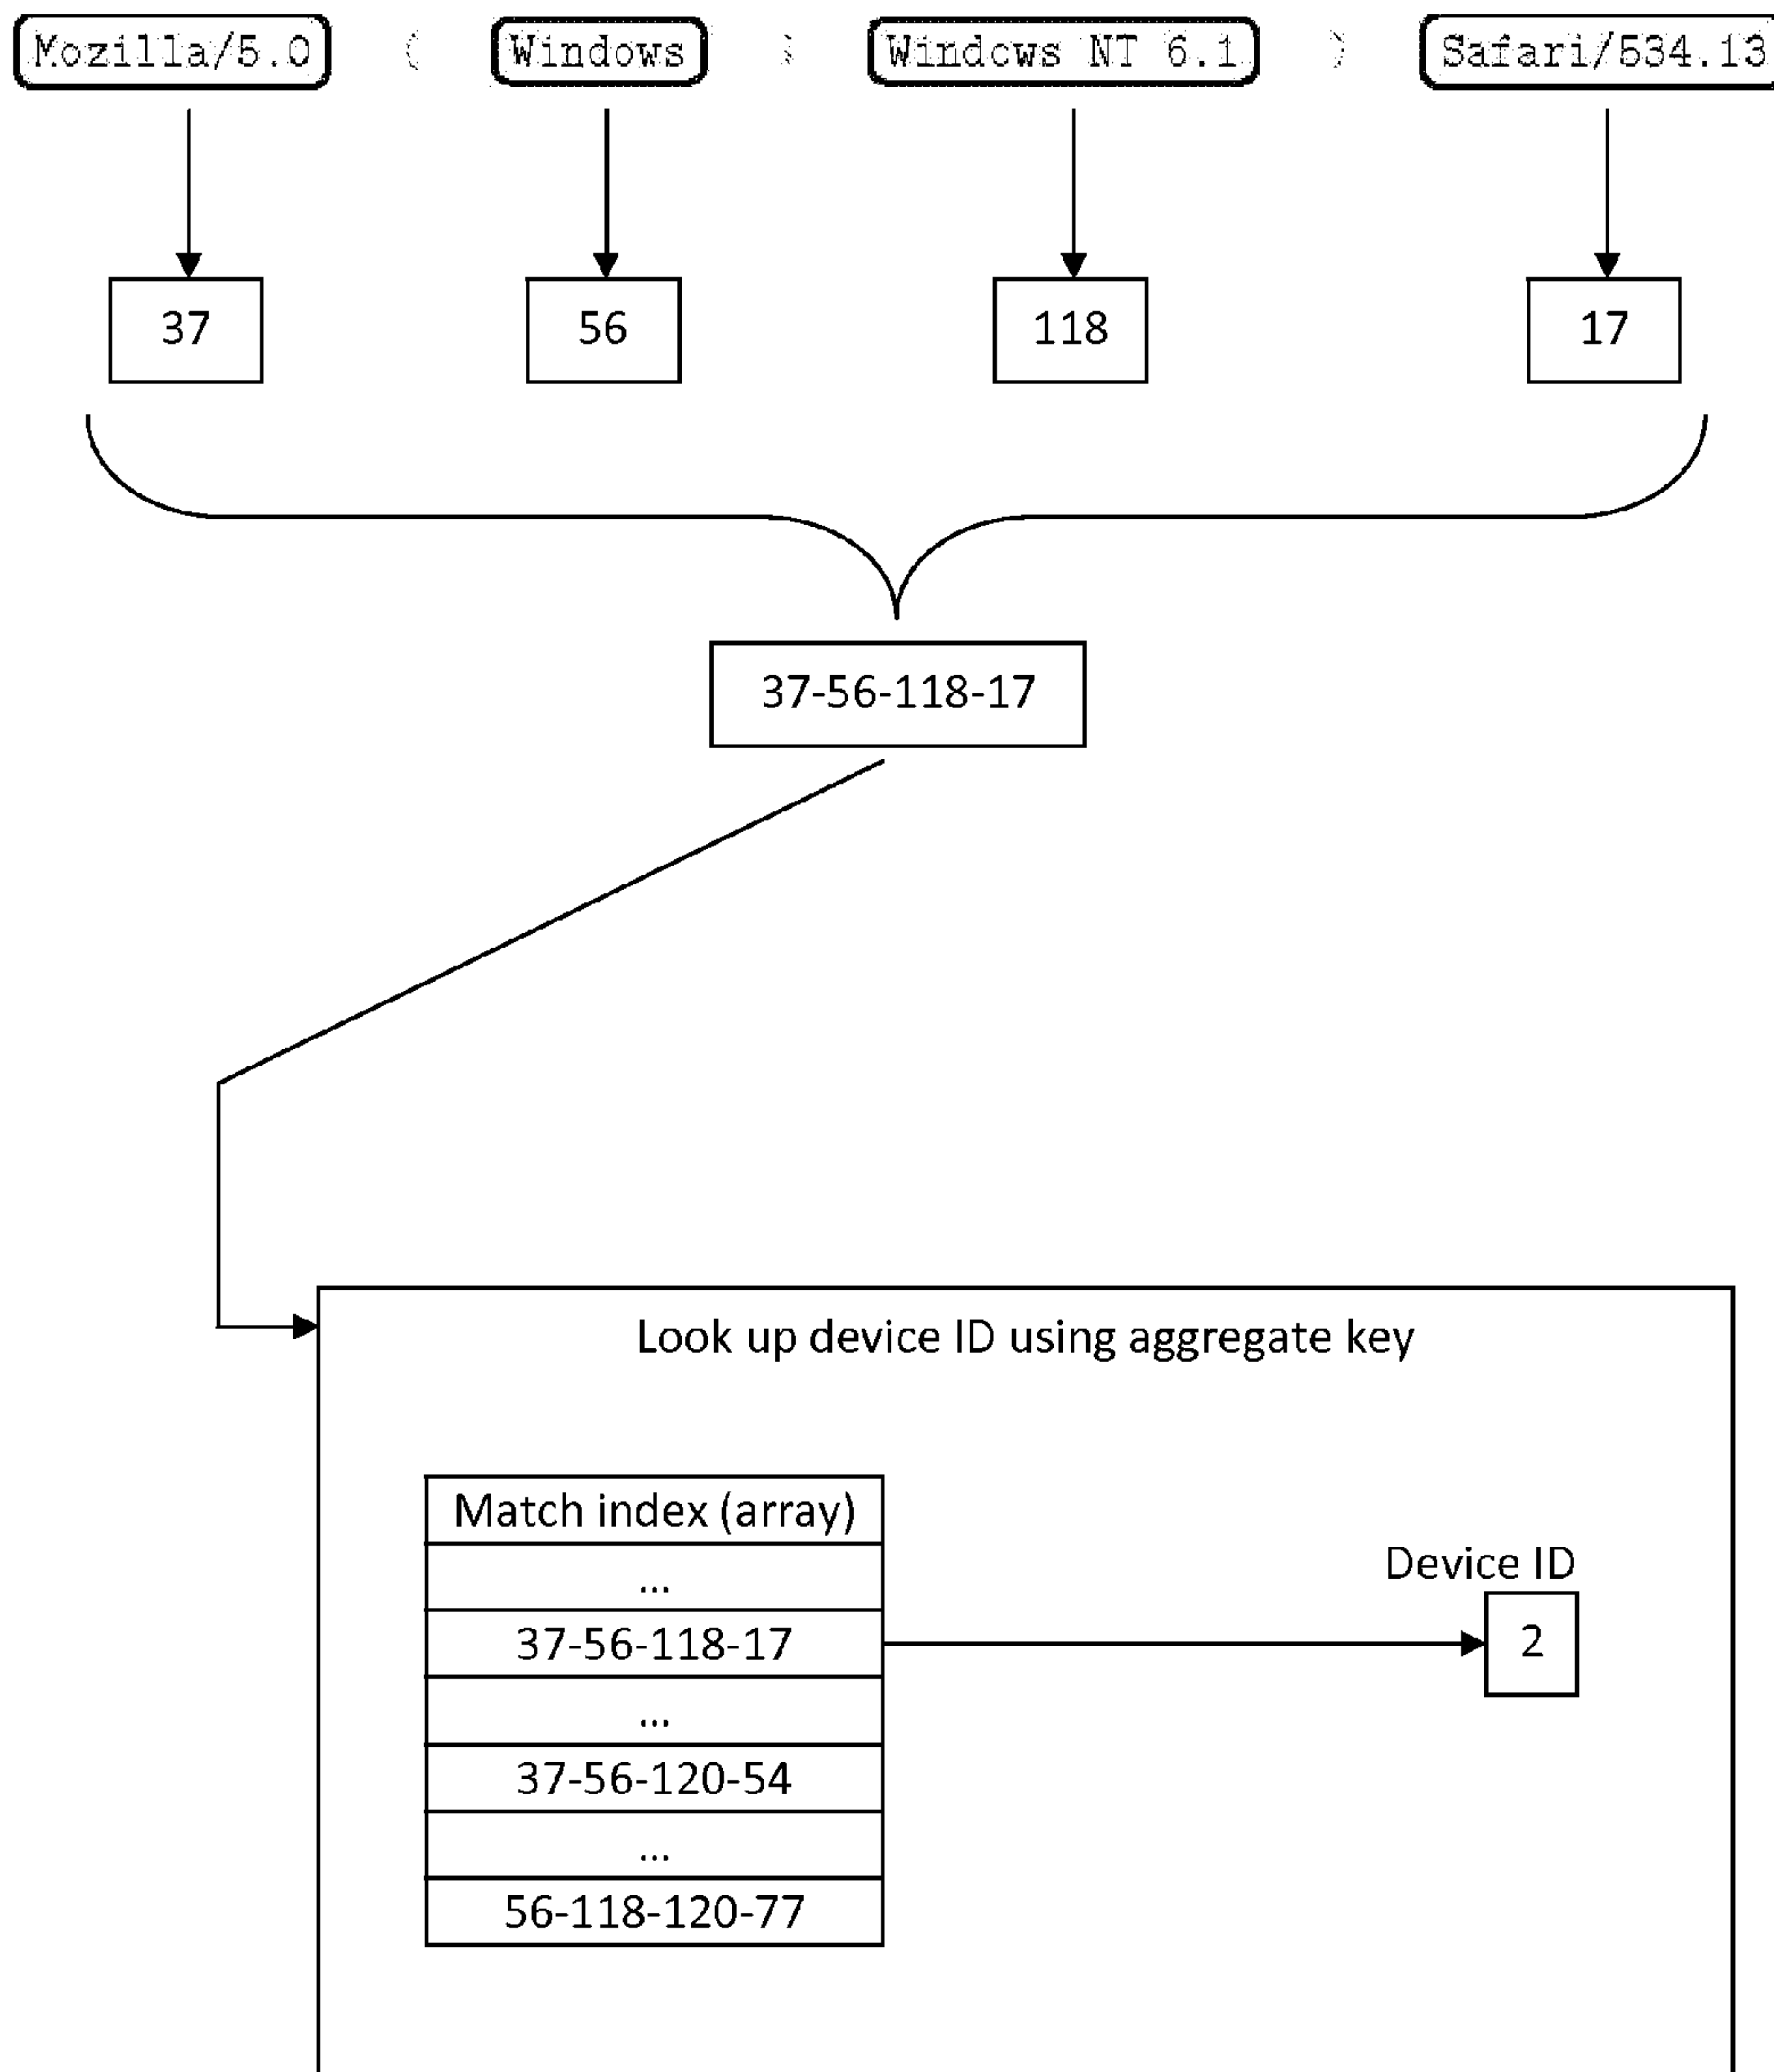 Mozilla/5.0 ( Windows ; Windows NT 6.1 ) Safari/534.13
37 56 118 17
37-56-118-17
Look up device ID using aggregate key
Match index (array)
...
Device ID
37-56-118-17 2
...
37-56-120-54
...
56-118-120-77